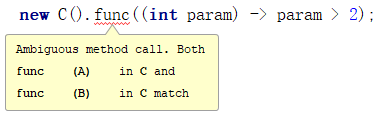 new C().func((int param) -> param > 2);
Ambiguous method call. Both
func (A) in C and
func (B) in C match